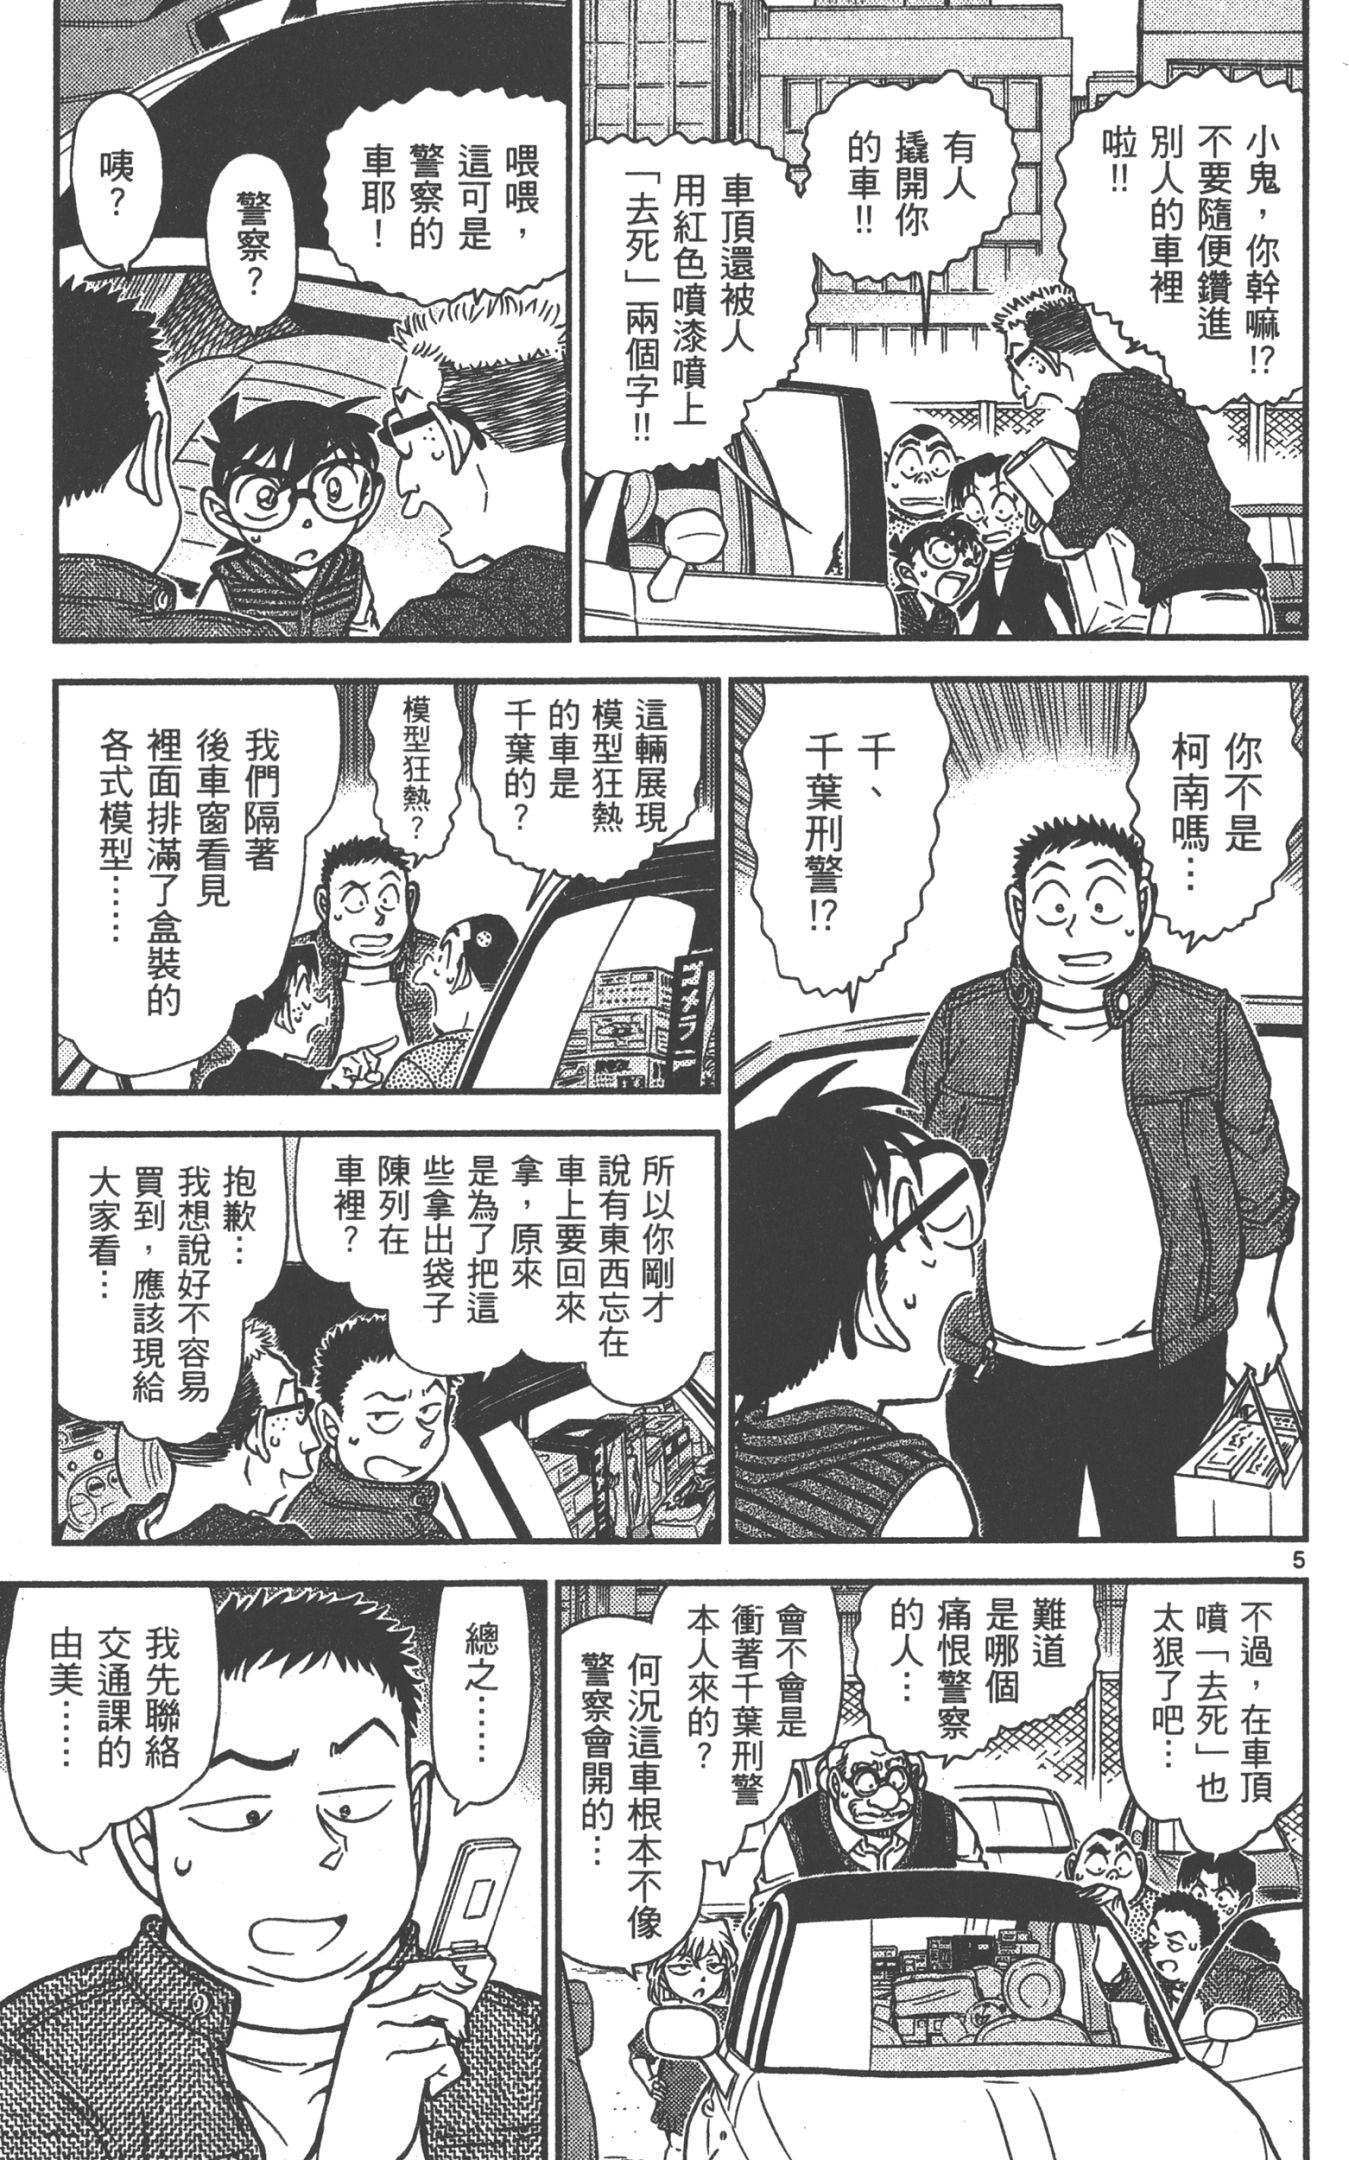 小鬼，你幹嘛!?
不要隨便鑽進
別人的車裡
啦!!
有人
撬開你
的車!!
車頂還被人
用紅色噴漆噴上
「去死」兩個字!!
喂喂，
這可是
警察的
車耶！
警察？
咦？
你不是
柯南嗎…
千、
千葉刑警!?
這輛展現
模型狂熱
的車是
千葉的？
模型狂熱？
我們隔著
後車窗看見
裡面排滿了盒裝的
各式模型……
所以你剛才
說有東西忘在
車上要回來
拿，原來
是為了把這
些拿出袋子
陳列在
車裡？
抱歉…
我想說好不容易
買到，應該現給
大家看…
5
不過，在車頂
噴「去死」也
太狠了吧…
難道
是哪個
痛恨警察
的人…
會不會是
衝著千葉刑警
本人來的？
何況這車根本不像
警察會開的…
總之……
我先聯絡
交通課的
由美……